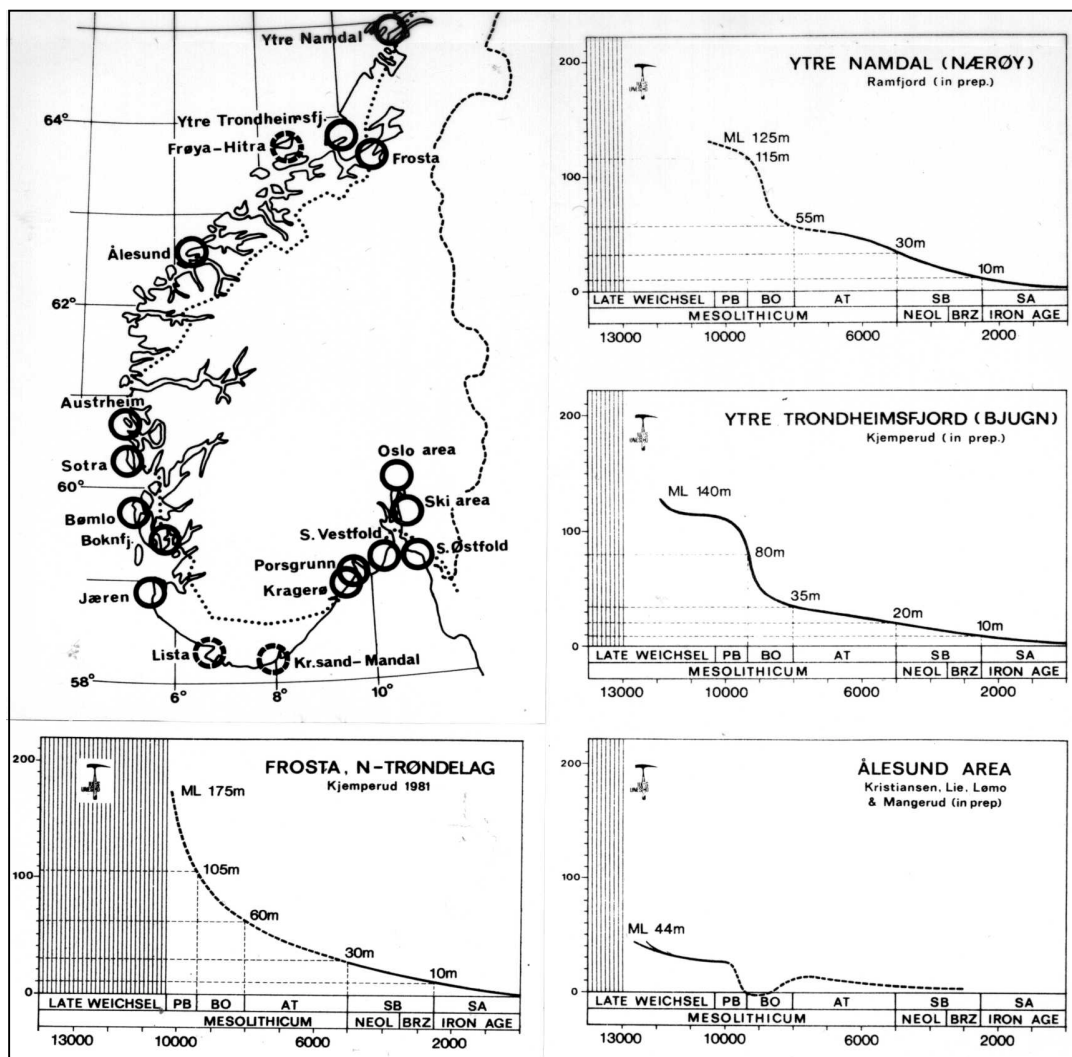 Ytre Namdal
64°
Ytre Trondheimsfj.
Frøya-Hitra
Frosta
Ålesund
62°
Austrheim
Oslo area
Sotra
60°
Ski area
Bømlo
S. Vestfold
Boknfj.
S. Østfold
Porsgrunn
Jæren
Kragerø
Lista
Kr.sand-Mandal
58°
6° 8° 10°
YTRE NAMDAL (NÆRØY)
Ramfjord (in prep.)
200
ML 125m
115m
100
55m
30m
10m
0
LATE WEICHSEL PB BO AT SB SA
MESOLITHICUM NEOL BRZ IRON AGE
13000 10000 6000 2000
YTRE TRONDHEIMSFJORD (BJUGN)
Kjemperud (in prep.)
200
ML 140m
100
80m
35m
20m
10m
0
LATE WEICHSEL PB BO AT SB SA
MESOLITHICUM NEOL BRZ IRON AGE
13000 10000 6000 2000
FROSTA, N-TRØNDELAG
Kjemperud 1981
200
ML 175m
100
105m
60m
30m
10m
0
LATE WEICHSEL PB BO AT SB SA
MESOLITHICUM NEOL BRZ IRON AGE
13000 10000 6000 2000
ÅLESUND AREA
Kristiansen, Lie, Lømo
& Mangerud (in prep)
200
100
ML 44m
0
LATE WEICHSEL PB BO AT SB SA
MESOLITHICUM NEOL BRZ IRON AGE
13000 10000 6000 2000